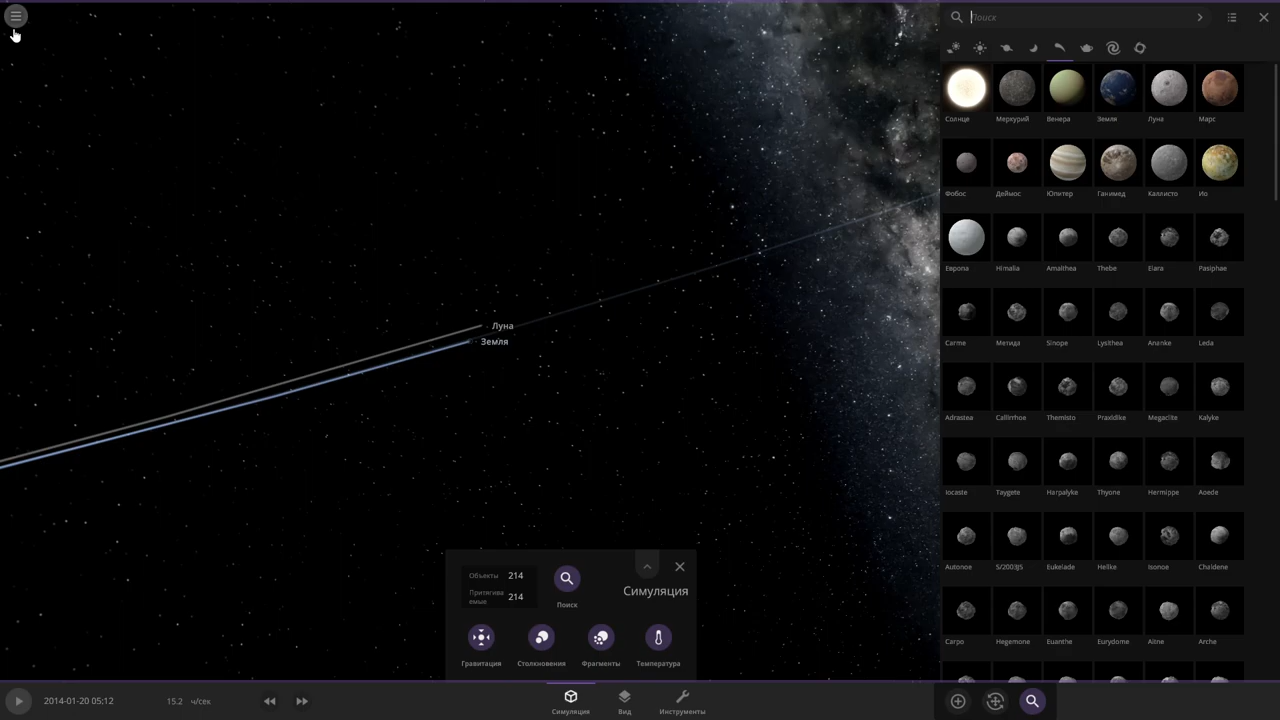 Поиск
Солнце Меркурий Венера Земля Луна Марс
Фобос Деймос Юпитер Ганимед Каллисто Ио
Европа Himalia Amalthea Thebe Elara Pasiphae
Carme Метида Sinope Lysithea Ananke Leda
Adrastea Callirrhoe Themisto Praxidike Megaclite Kalyke
Iocaste Taygete Harpalyke Thyone Hermippe Aoede
Autonoe S/2003J5 Eukelade Helike Isonoe Chaldene
Carpo Hegemone Euanthe Eurydome Aitne Arche
Луна
Земля
Объекты 214
Притягива
емые 214
Поиск
Симуляция
Гравитация Столкновения Фрагменты Температура
2014-01-20 05:12 15.2 ч/сек
Симуляция Вид Инструменты